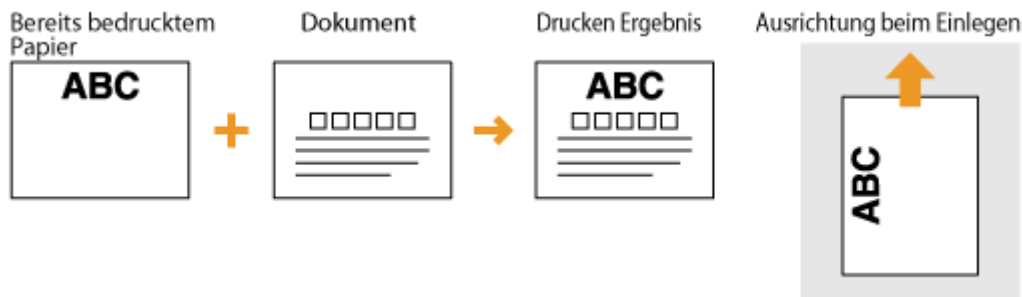 Bereits bedrucktem
Papier
Dokument
Drucken Ergebnis
Ausrichtung beim Einlegen
ABC
ABC
ABC